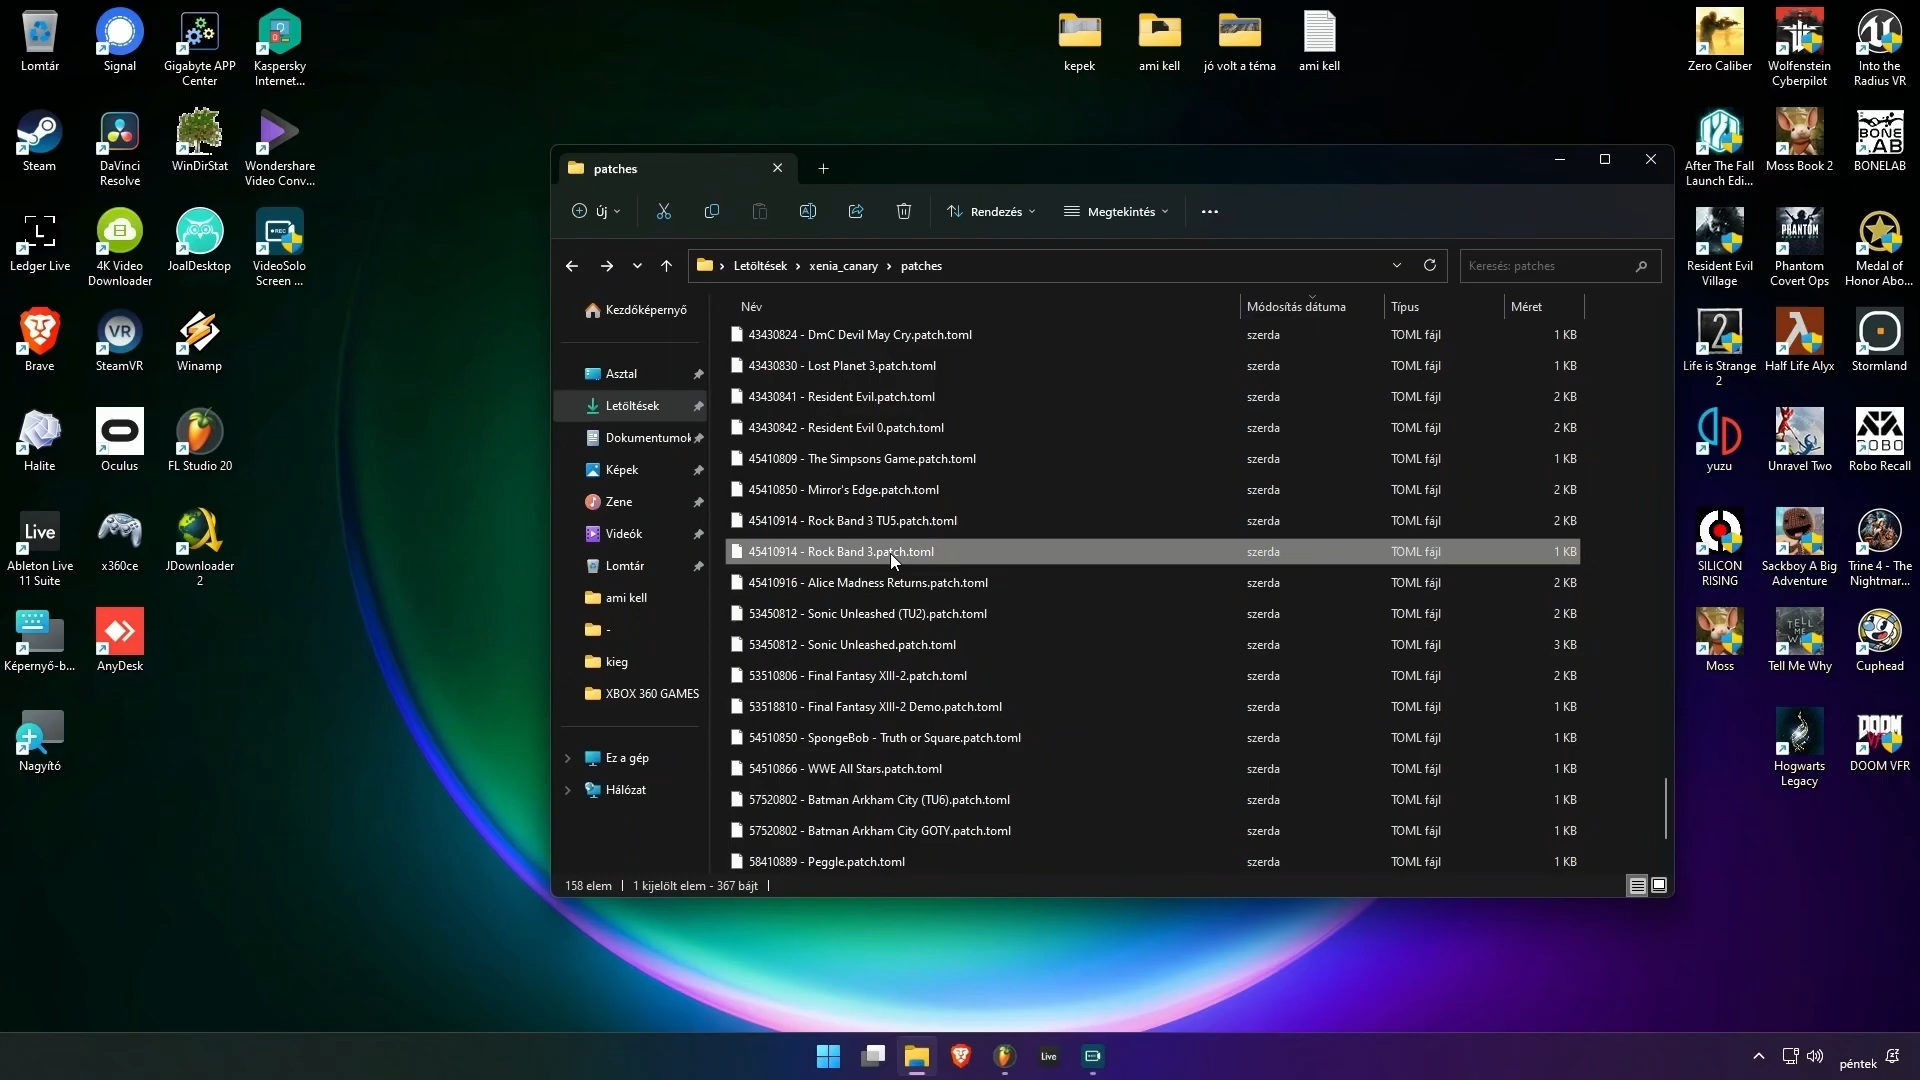 Lomtár
Signal
Gigabyte APP
Center
Kaspersky
Internet...
Steam
DaVinci
Resolve
WinDirStat
Wondershare
Video Conv...
Ledger Live
4K Video
Downloader
JoalDesktop
VideoSolo
Screen ...
Brave
SteamVR
Winamp
Halite
Oculus
FL Studio 20
Live
Ableton Live
11 Suite
x360ce
JDownloader
2
Képernyő-b...
AnyDesk
Nagyító
kepek
ami kell
jó volt a téma
ami kell
Zero Caliber
Wolfenstein
Cyberpilot
Into the
Radius VR
After The Fall
Launch Edi...
Moss Book 2
BONE
LAB
BONELAB
Resident Evil
Village
PHANTOM
Phantom
Covert Ops
Medal of
Honor Abo...
Life is Strange
2
Half Life Alyx
Stormland
yuzu
Unravel Two
Robo Recall
SILICON
RISING
Sackboy A Big
Adventure
Trine 4 - The
Nightmar...
Moss
TELL
ME
Tell Me Why
Cuphead
Hogwarts
Legacy
DOOM
DOOM VFR
patches
Új
Rendezés
Megtekintés
Letöltések > xenia_canary > patches
Keresés: patches
Kezdőképernyő
Asztal
Letöltések
Dokumentumok
Képek
Zene
Videók
Lomtár
ami kell
-
kieg
XBOX 360 GAMES
Ez a gép
Hálózat
Név Módosítás dátuma Típus Méret
43430824 - DmC Devil May Cry.patch.toml szerda TOML fájl 1 KB
43430830 - Lost Planet 3.patch.toml szerda TOML fájl 1 KB
43430841 - Resident Evil.patch.toml szerda TOML fájl 2 KB
43430842 - Resident Evil 0.patch.toml szerda TOML fájl 2 KB
45410809 - The Simpsons Game.patch.toml szerda TOML fájl 1 KB
45410850 - Mirror's Edge.patch.toml szerda TOML fájl 2 KB
45410914 - Rock Band 3 TU5.patch.toml szerda TOML fájl 2 KB
45410914 - Rock Band 3.patch.toml szerda TOML fájl 1 KB
45410916 - Alice Madness Returns.patch.toml szerda TOML fájl 2 KB
53450812 - Sonic Unleashed (TU2).patch.toml szerda TOML fájl 2 KB
53450812 - Sonic Unleashed.patch.toml szerda TOML fájl 3 KB
53510806 - Final Fantasy XIII-2.patch.toml szerda TOML fájl 2 KB
53518810 - Final Fantasy XIII-2 Demo.patch.toml szerda TOML fájl 1 KB
54510850 - SpongeBob - Truth or Square.patch.toml szerda TOML fájl 1 KB
54510866 - WWE All Stars.patch.toml szerda TOML fájl 1 KB
57520802 - Batman Arkham City (TU6).patch.toml szerda TOML fájl 1 KB
57520802 - Batman Arkham City GOTY.patch.toml szerda TOML fájl 1 KB
58410889 - Peggle.patch.toml szerda TOML fájl 1 KB
158 elem | 1 kijelölt elem - 367 bájt |
Live
péntek